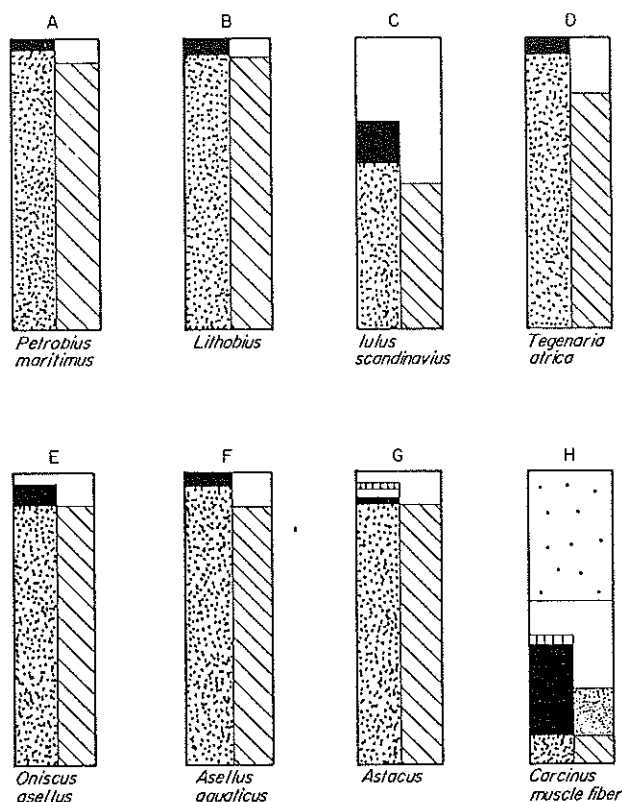 A
B
C
D
Petrobius
maritimus
Lithobius
Iulus
scandinavius
Tegenaria
atrica
E
F
G
H
Oniscus
asellus
Asellus
aquaticus
Astacus
Carcinus
muscle fiber